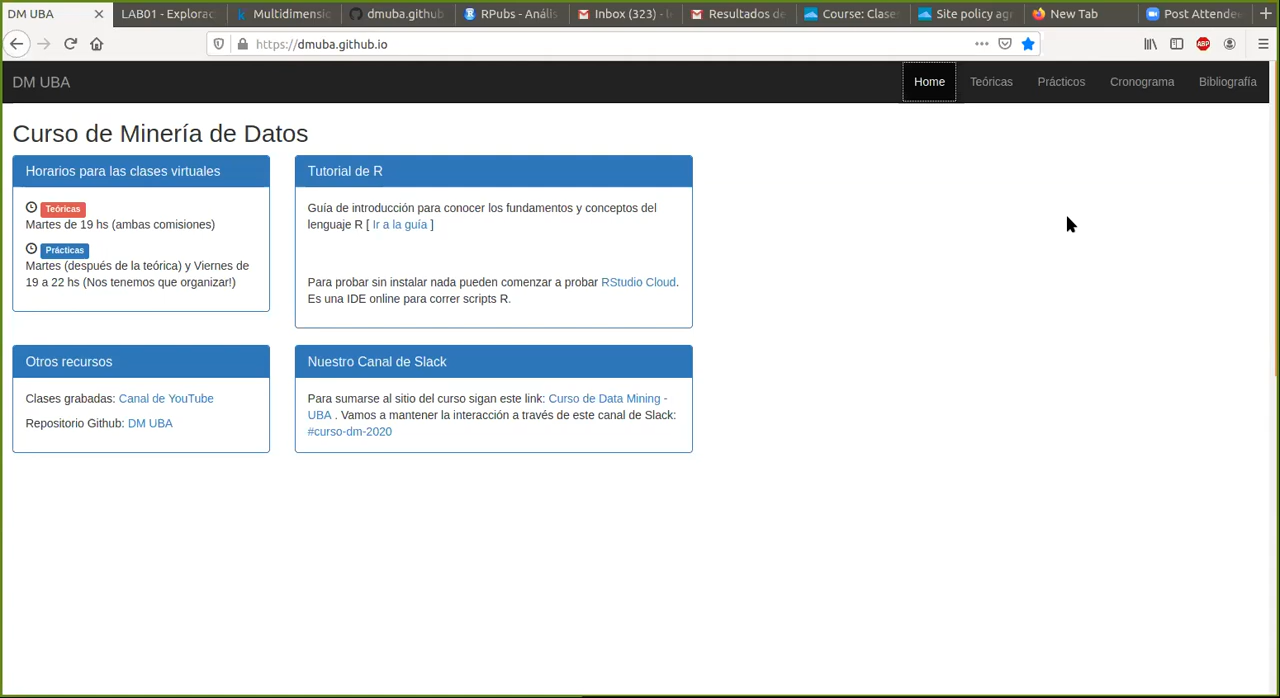 DM UBA
LAB01 - Explorac
Multidimensic
dmuba.github
RPubs - Anális
Inbox (323) -
Resultados de
Course: Clase
Site policy agr
New Tab
Post Attendee
https://dmuba.github.io
ABP
DM UBA
Home
Teóricas
Prácticos
Cronograma
Bibliografía
Curso de Minería de Datos
Horarios para las clases virtuales
Teóricas
Martes de 19 hs (ambas comisiones)
Prácticas
Martes (después de la teórica) y Viernes de
19 a 22 hs (Nos tenemos que organizar!)
Tutorial de R
Guía de introducción para conocer los fundamentos y conceptos del
lenguaje R [ Ir a la guía ]
Para probar sin instalar nada pueden comenzar a probar RStudio Cloud.
Es una IDE online para correr scripts R.
Otros recursos
Clases grabadas: Canal de YouTube
Repositorio Github: DM UBA
Nuestro Canal de Slack
Para sumarse al sitio del curso sigan este link: Curso de Data Mining -
UBA . Vamos a mantener la interacción a través de este canal de Slack:
#curso-dm-2020